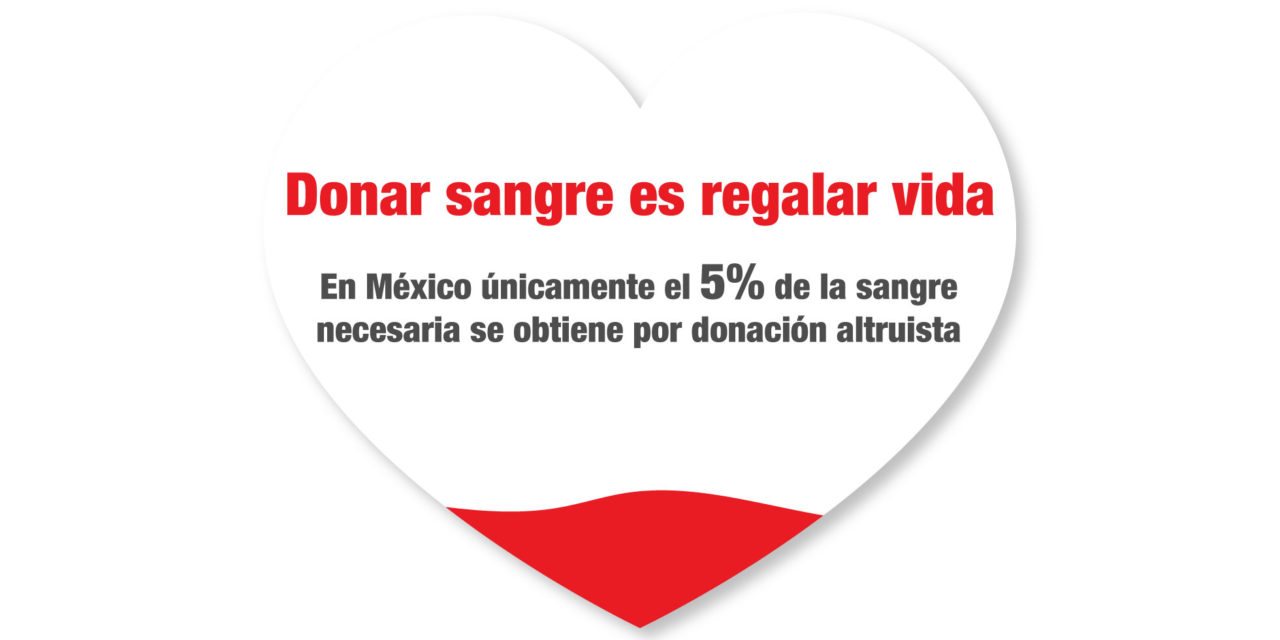 Donar sangre es regalar vida
En México únicamente el 5% de la sangre
necesaria se obtiene por donación altruista